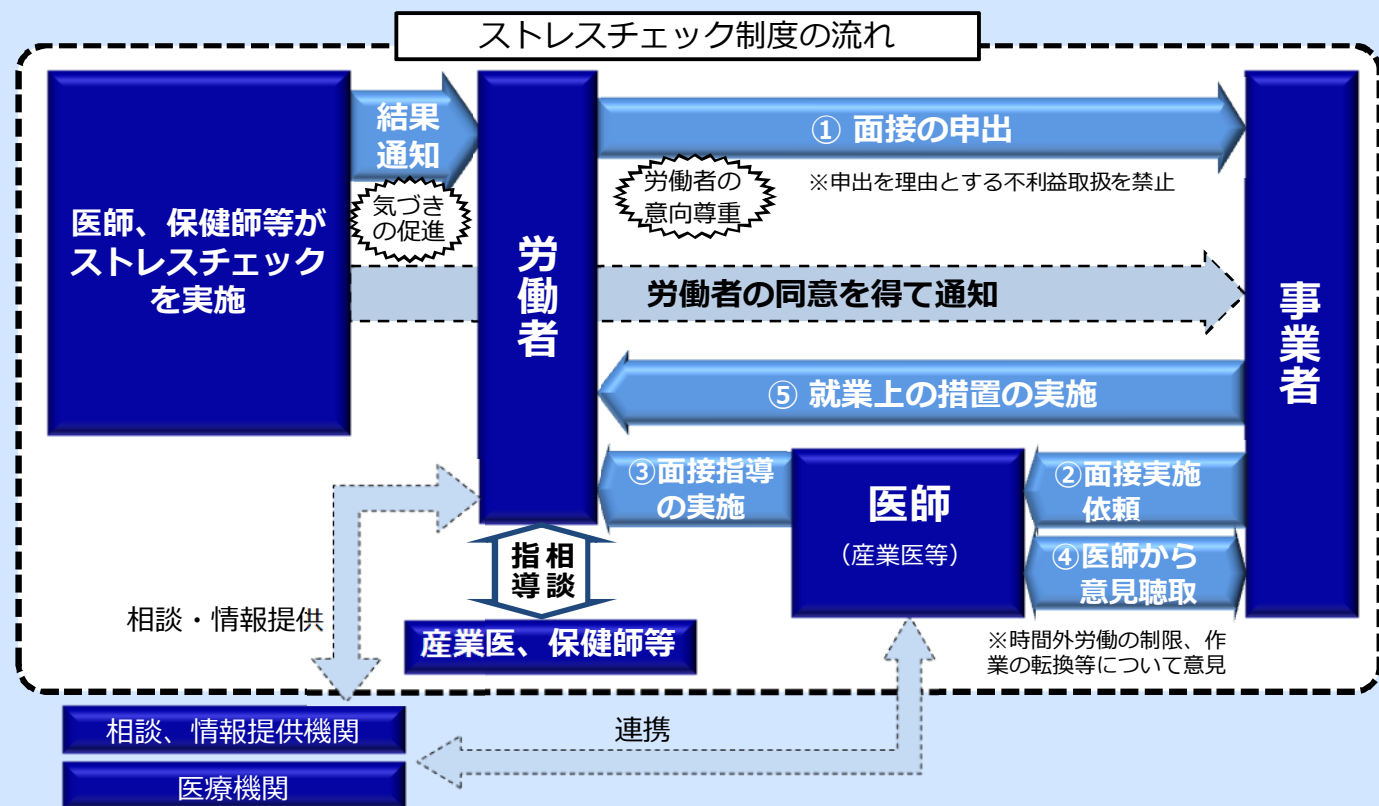 ストレスチェック制度の流れ
医師、保健師等が
ストレスチェック
を実施
結果
通知
気づき
の促進
労働者
① 面接の申出
労働者の
意向尊重
※申出を理由とする不利益取扱を禁止
労働者の同意を得て通知
事業者
⑤ 就業上の措置の実施
③面接指導
の実施
医師
（産業医等）
②面接実施
依頼
④医師から
意見聴取
※時間外労働の制限、作
業の転換等について意見
相談
指導
産業医、保健師等
相談・情報提供
相談、情報提供機関
医療機関
連携